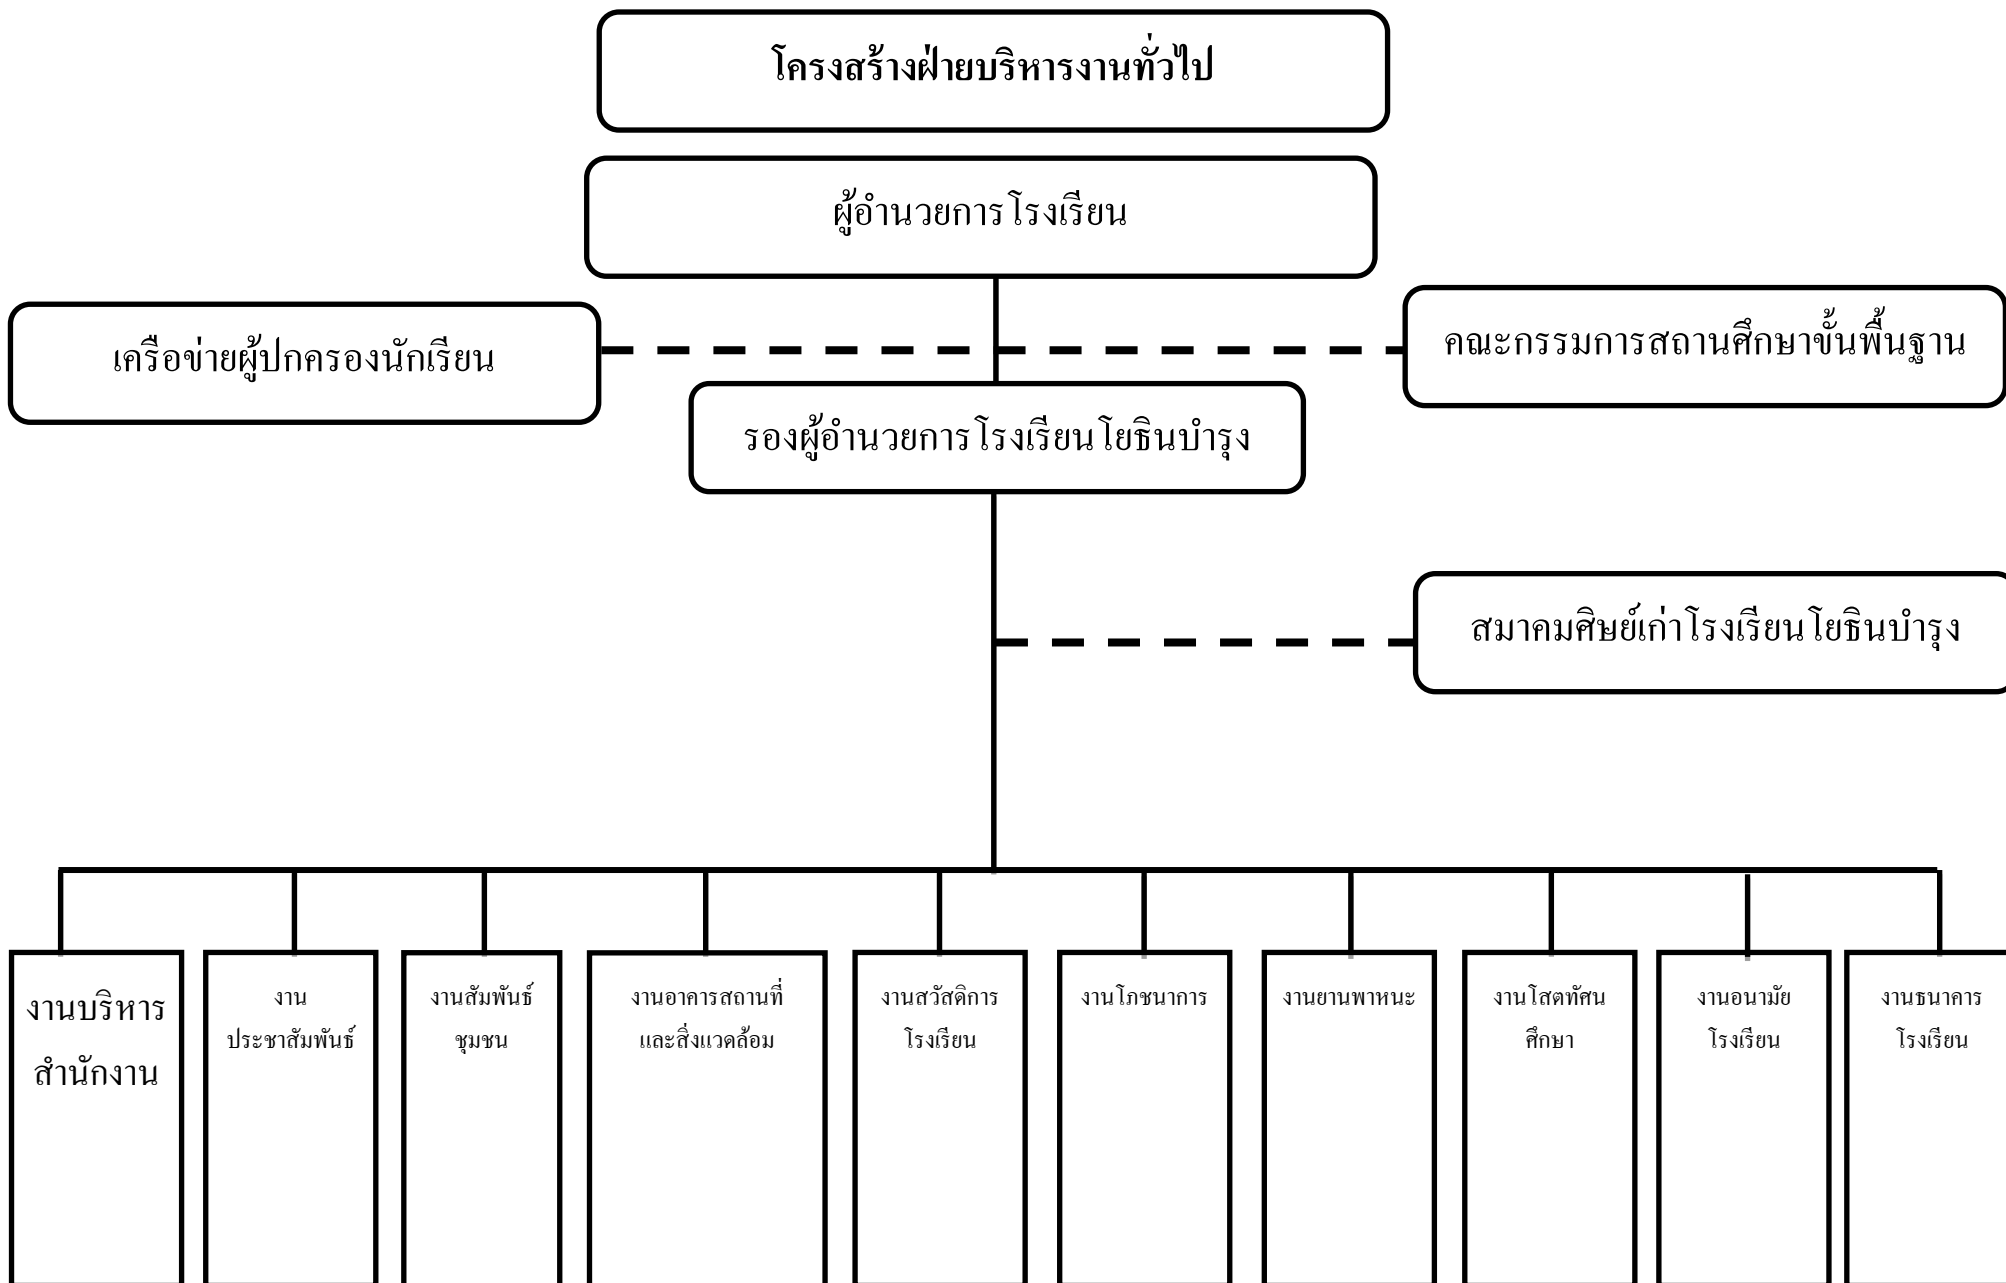 โครงสร้างฝ่ายบริหารงานทั่วไป
ผู้อำนวยการโรงเรียน
เครือข่ายผู้ปกครองนักเรียน
คณะกรรมการสถานศึกษาขั้นพื้นฐาน
รองผู้อำนวยการโรงเรียนโยธินบำรุง
สมาคมศิษย์เก่าโรงเรียนโยธินบำรุง
งานบริหาร
สำนักงาน
งาน
ประชาสัมพันธ์
งานสัมพันธ์
ชุมชน
งานอาคารสถานที่
และสิ่งแวดล้อม
งานสวัสดิการ
โรงเรียน
งานโภชนาการ
งานยานพาหนะ
งานโสตทัศน
ศึกษา
งานอนามัย
โรงเรียน
งานธนาคาร
โรงเรียน